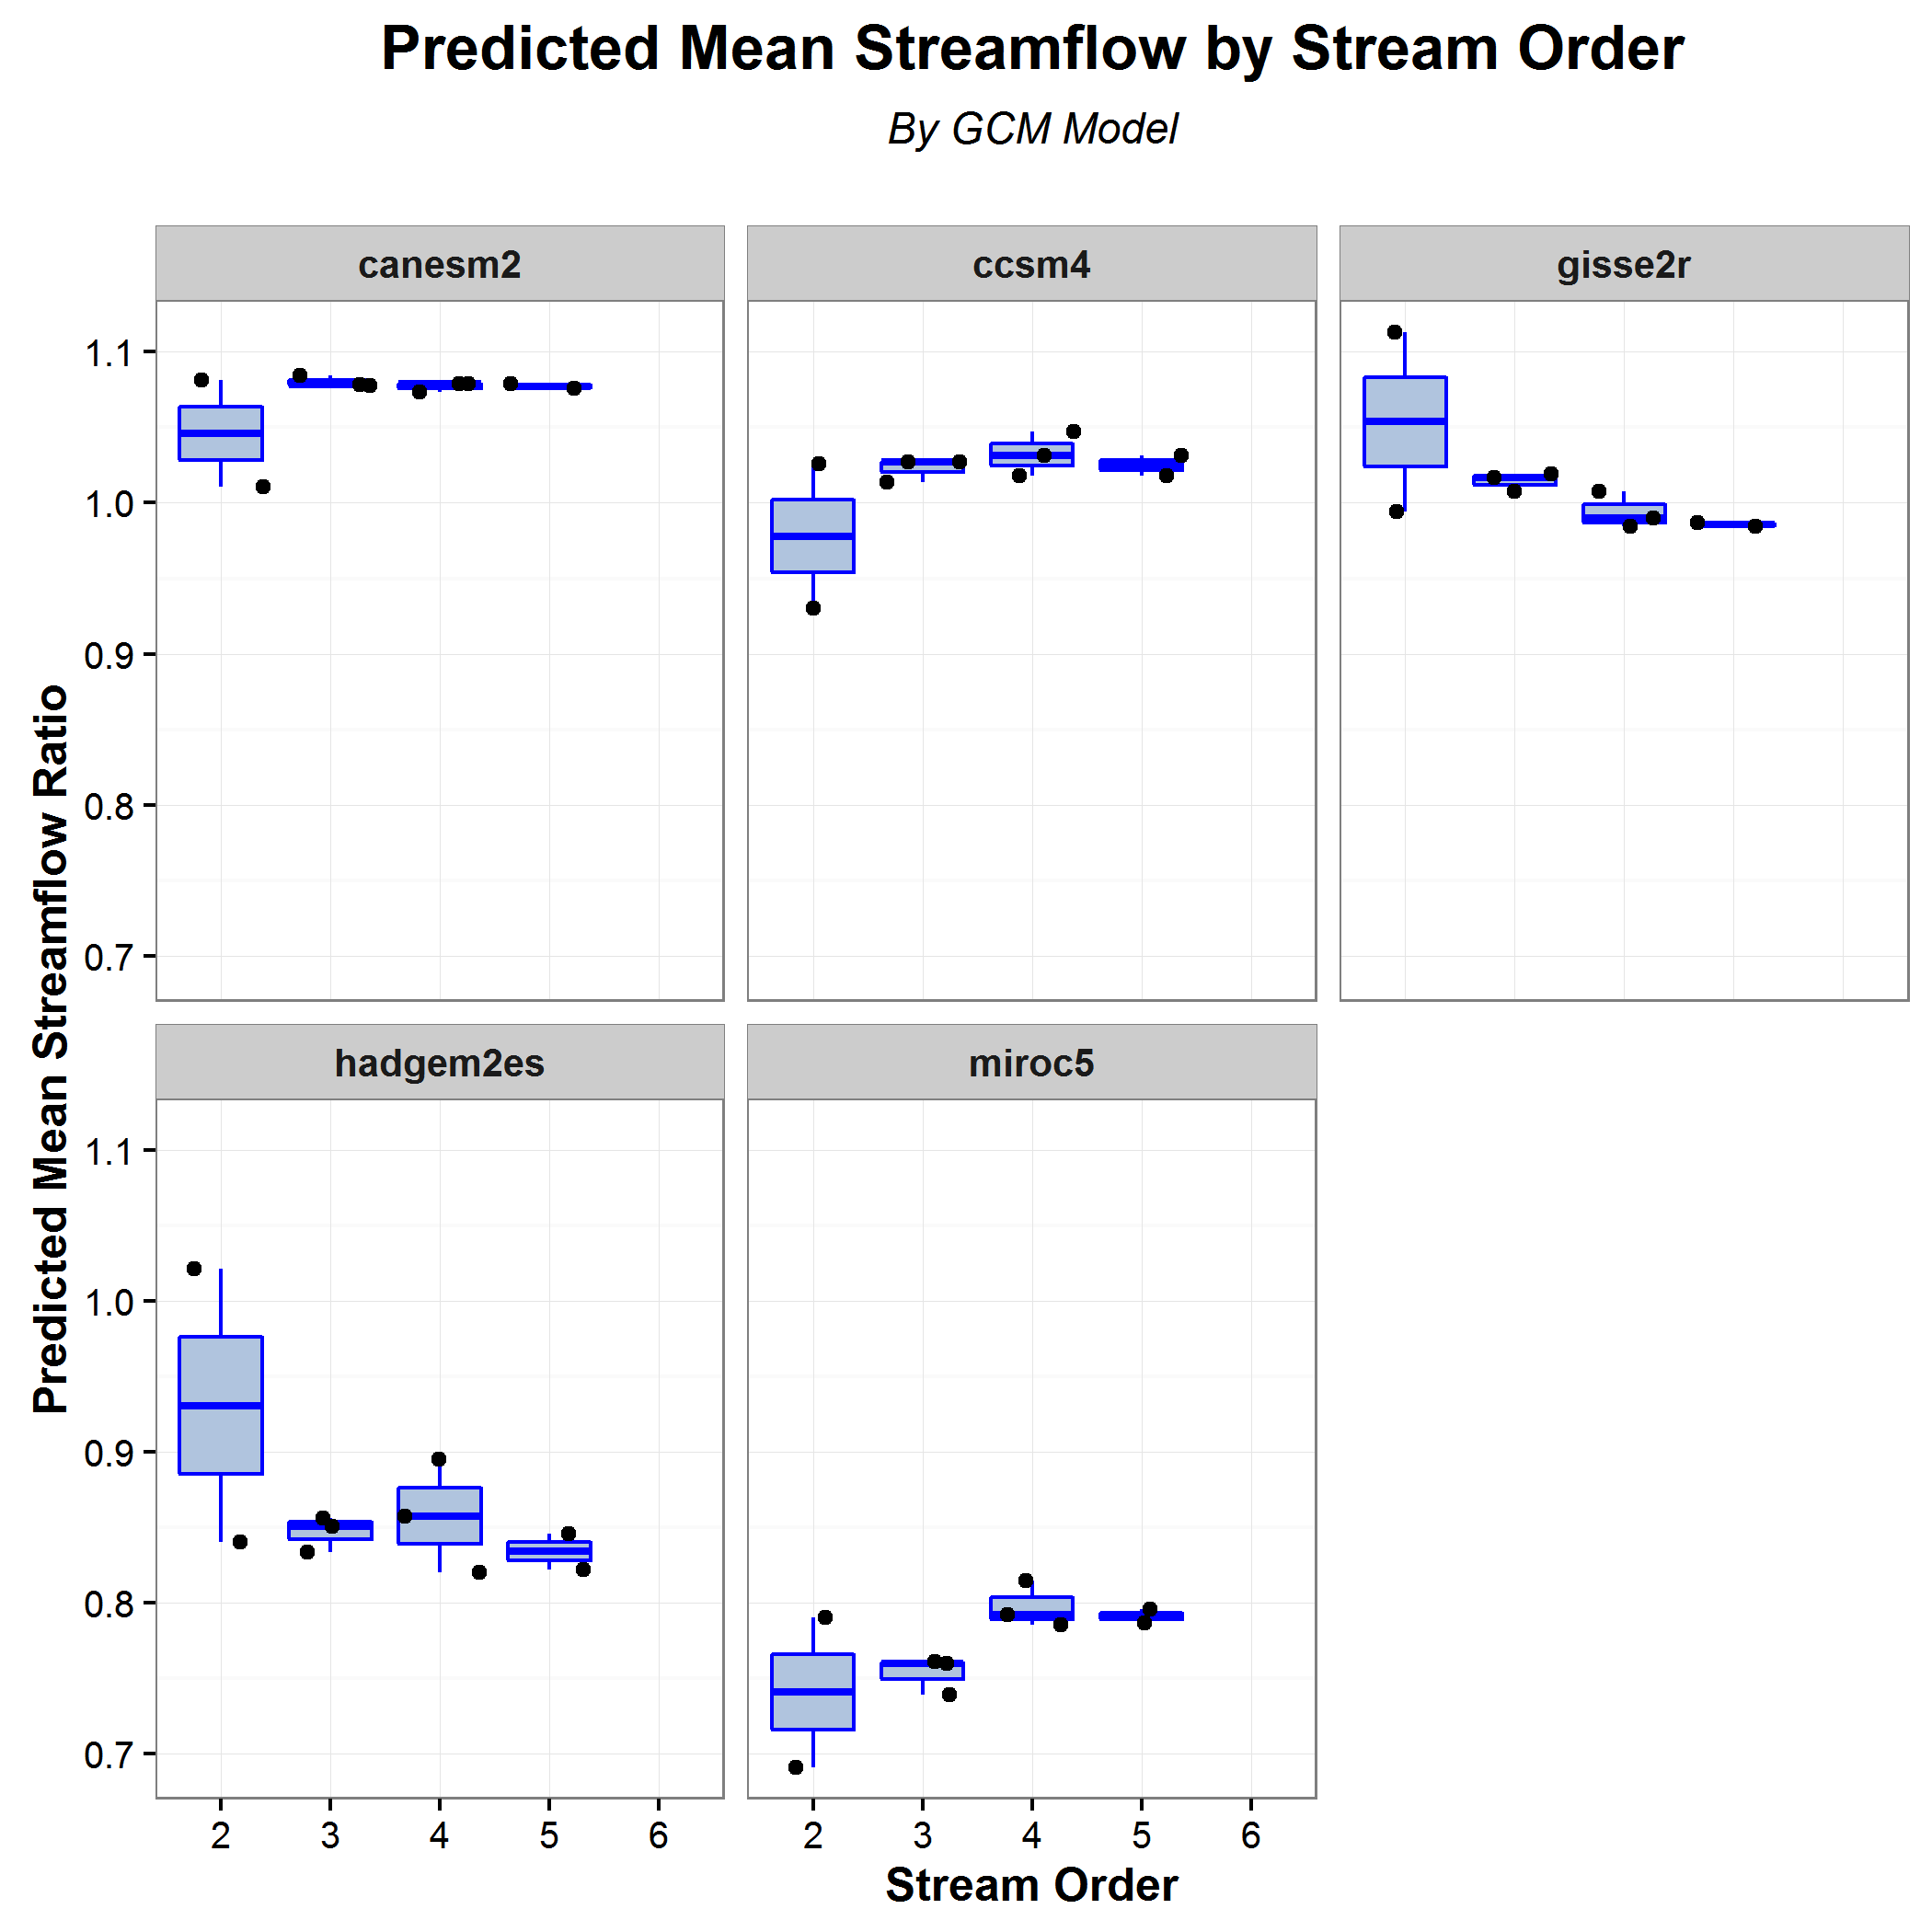 Predicted Mean Streamflow by Stream Order
By GCM Model
canesm2
ccsm4
gisse2r
1.1
1.0
0.9
0.8
0.7
Predicted Mean Streamflow Ratio
hadgem2es
miroc5
1.1
1.0
0.9
0.8
0.7
2 3 4 5 6
2 3 4 5 6
Stream Order